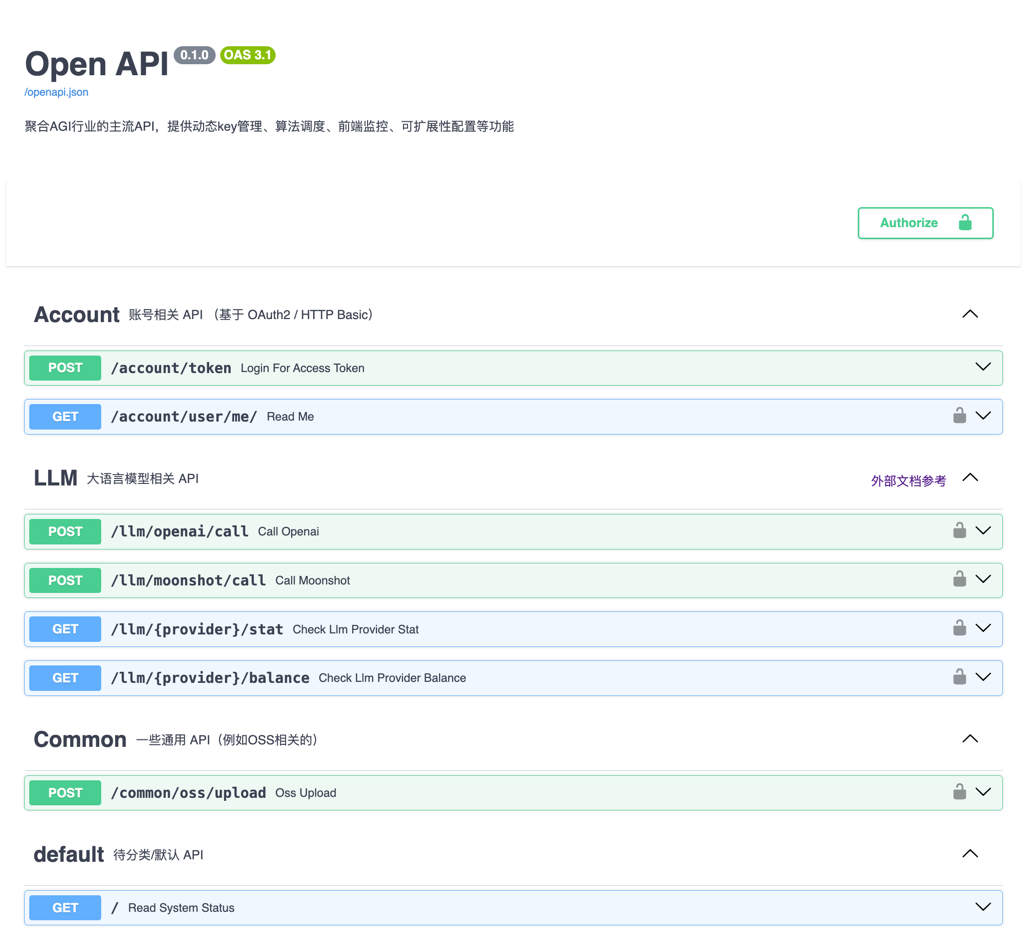 Open API 0.1.0 OAS 3.1
/openapi.json
聚合AGI行业的主流API，提供动态key管理、算法调度、前端监控、可扩展性配置等功能
Authorize
Account 账号相关 API （基于 OAuth2 / HTTP Basic）
POST /account/token Login For Access Token
GET /account/user/me/ Read Me
LLM 大语言模型相关 API 外部文档参考
POST /llm/openai/call Call Openai
POST /llm/moonshot/call Call Moonshot
GET /llm/{provider}/stat Check Llm Provider Stat
GET /llm/{provider}/balance Check Llm Provider Balance
Common 一些通用 API（例如OSS相关的）
POST /common/oss/upload Oss Upload
default 待分类/默认 API
GET / Read System Status